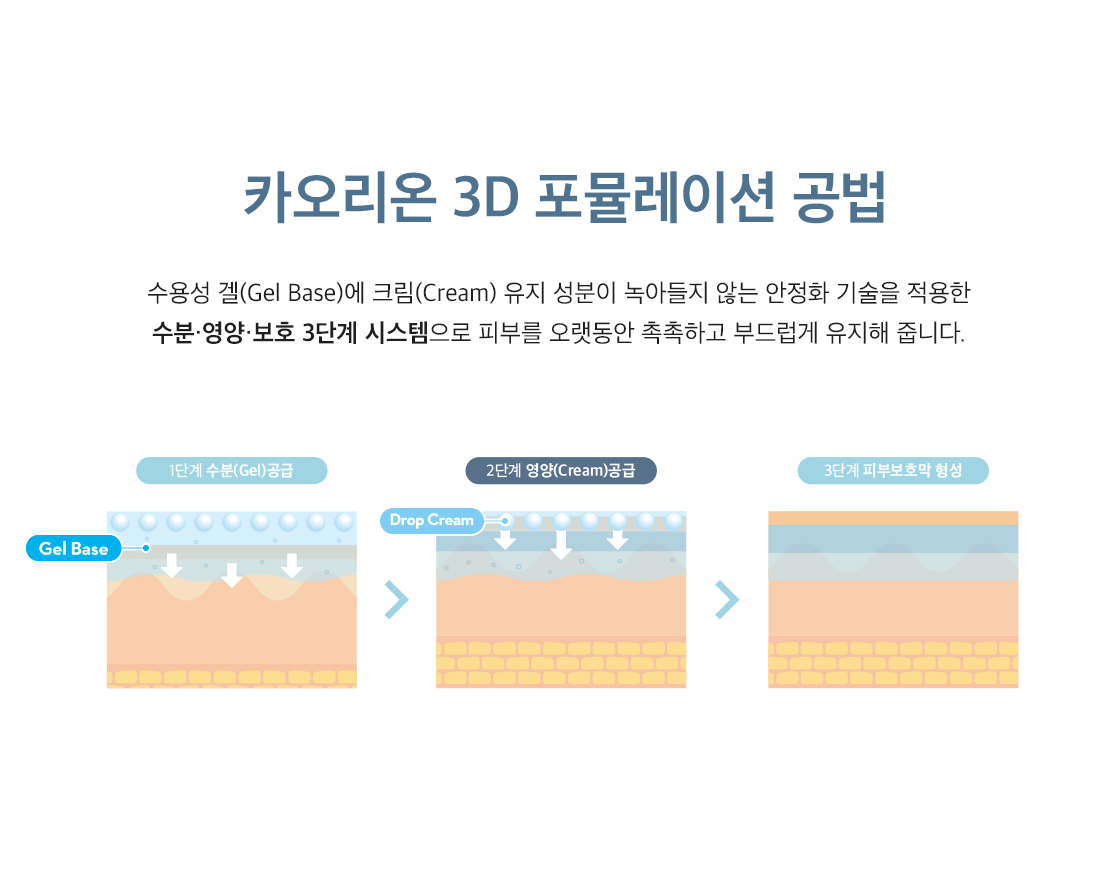 카오리온 3D 포뮬레이션 공법
수용성 겔(Gel Base)에 크림(Cream) 유지 성분이 녹아들지 않는 안정화 기술을 적용한
수분·영양·보호 3단계 시스템으로 피부를 오랫동안 촉촉하고 부드럽게 유지해 줍니다.
1단계 수분(Gel)공급
2단계 영양(Cream)공급
3단계 피부보호막 형성
Drop Cream
Gel Base